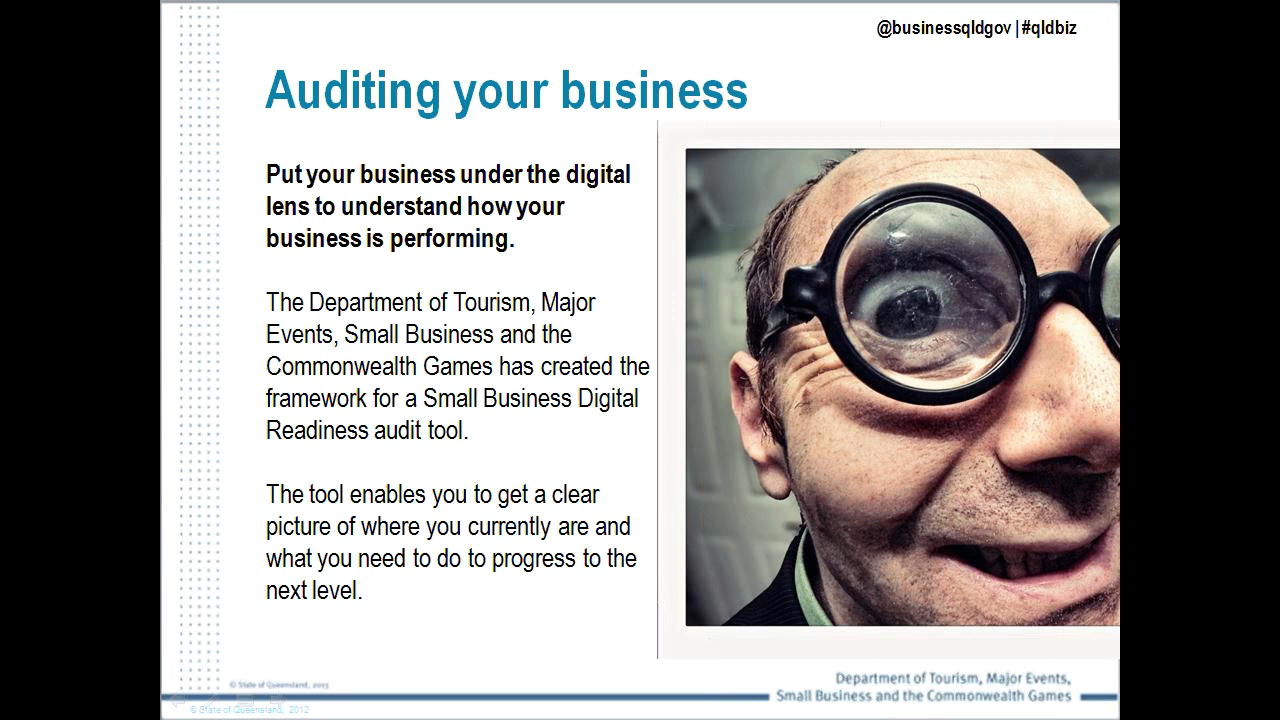 @businessqldgov | #qldbiz
Auditing your business
Put your business under the digital
lens to understand how your
business is performing.
The Department of Tourism, Major
Events, Small Business and the
Commonwealth Games has created the
framework for a Small Business Digital
Readiness audit tool.
The tool enables you to get a clear
picture of where you currently are and
what you need to do to progress to the
next level.
© State of Queensland, 2013
Department of Tourism, Major Events,
Small Business and the Commonwealth Games
© State of Queensland, 2012